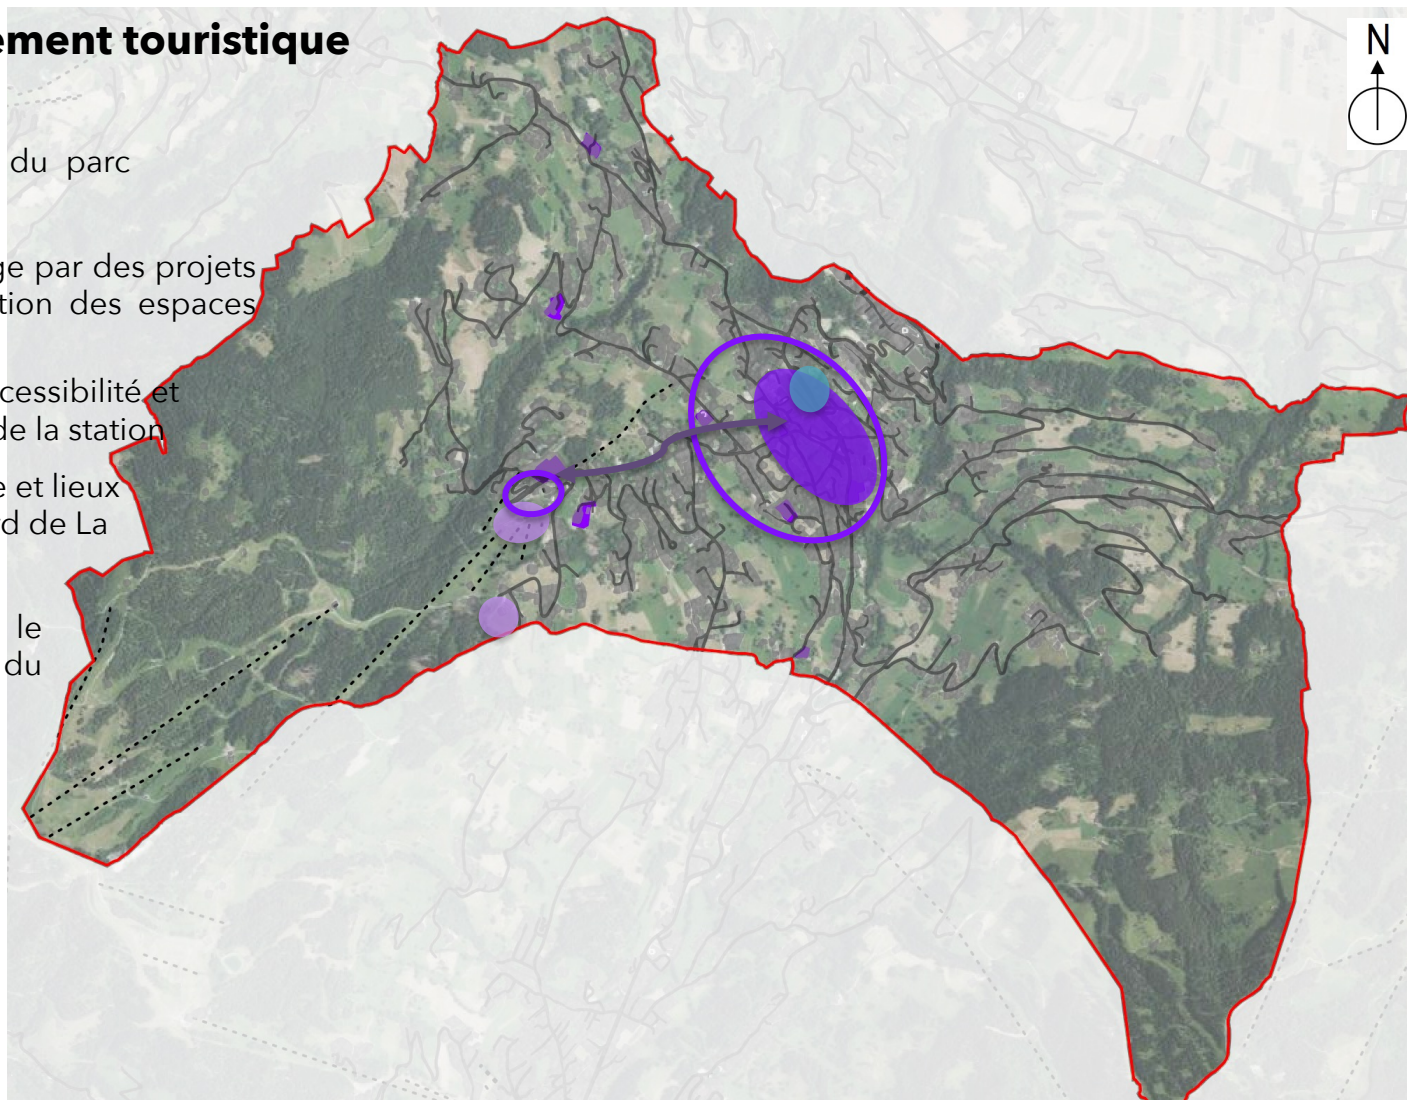 ement touristique
N
du parc
ge par des projets
tion des espaces
cessibilité et
de la station
e et lieux
rd de La
le
du